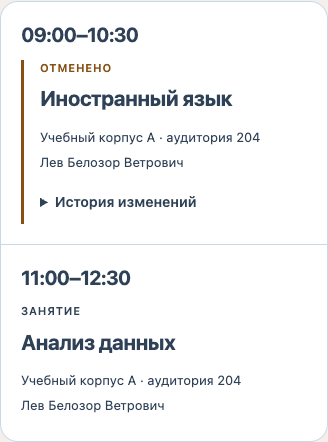 09:00–10:30
ОТМЕНЕНО
Иностранный язык
Учебный корпус А · аудитория 204
Лев Белозор Ветрович
▶ История изменений
11:00–12:30
ЗАНЯТИЕ
Анализ данных
Учебный корпус А · аудитория 204
Лев Белозор Ветрович